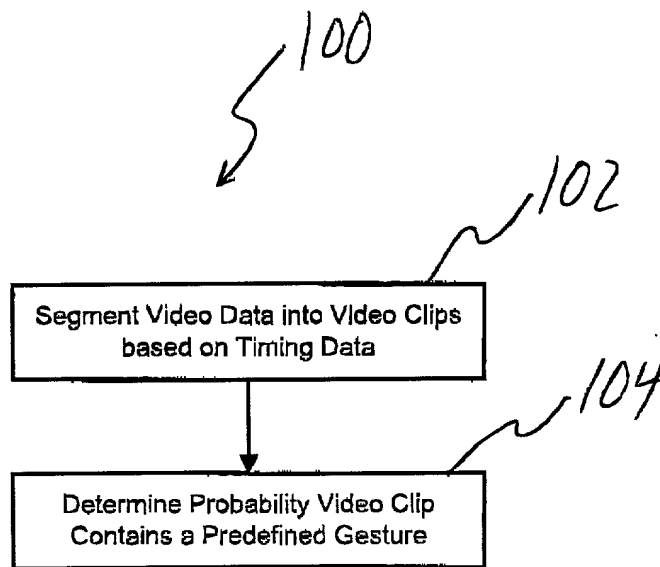 100
102
Segment Video Data into Video Clips
based on Timing Data
104
Determine Probability Video Clip
Contains a Predefined Gesture